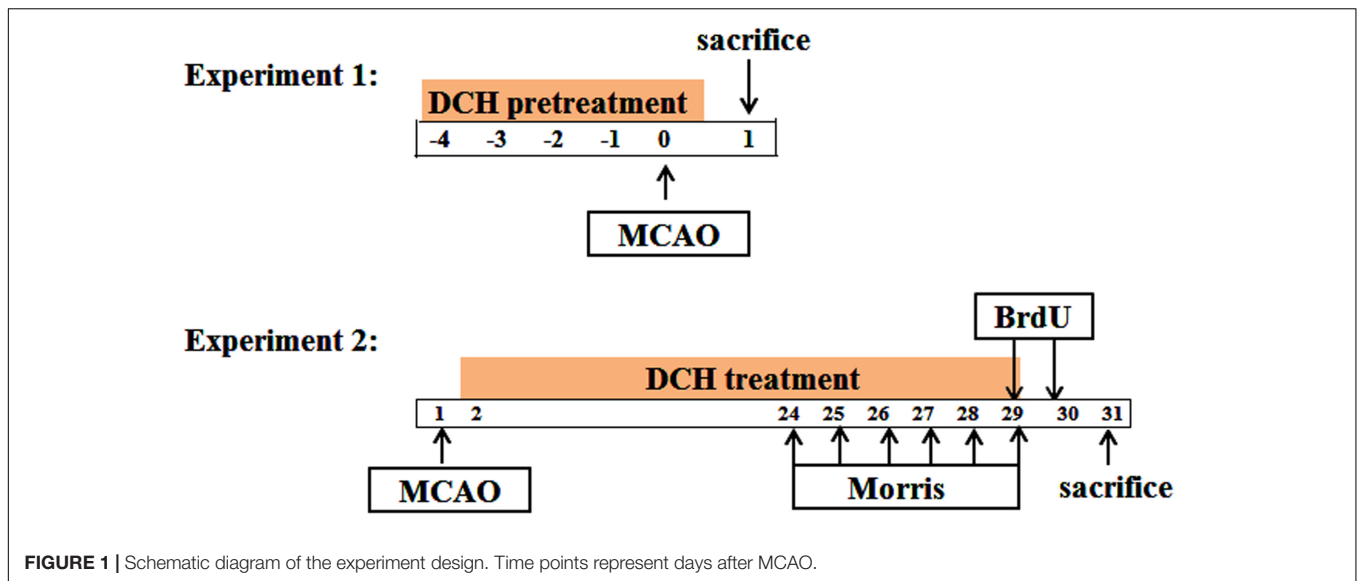 sacrifice
Experiment 1:
DCH pretreatment
-4 -3 -2 -1 0 1
MCAO
BrdU
Experiment 2:
DCH treatment
1 2 24 25 26 27 28 29 30 31
MCAO
Morris
sacrifice
FIGURE 1 | Schematic diagram of the experiment design. Time points represent days after MCAO.